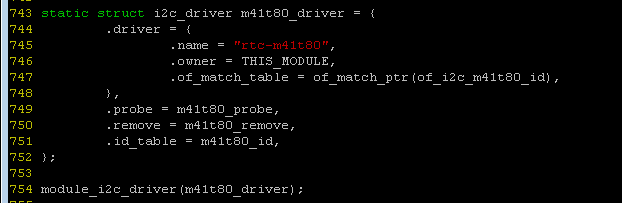 743 static struct i2c_driver m41t80_driver = {
744         .driver = {
745                 .name = "rtc-m41t80",
746                 .owner = THIS_MODULE,
747                 .of_match_table = of_match_ptr(of_i2c_m41t80_id),
748         },
749         .probe = m41t80_probe,
750         .remove = m41t80_remove,
751         .id_table = m41t80_id,
752 };
753
754 module_i2c_driver(m41t80_driver);